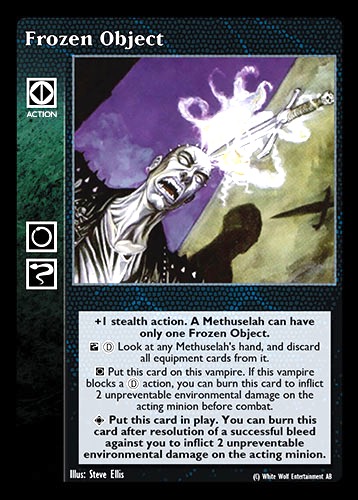 Frozen Object
ACTION
+1 stealth action. A Methuselah can have
only one Frozen Object.
Ⓓ Look at any Methuselah's hand, and discard
all equipment cards from it.
Put this card on this vampire. If this vampire
blocks a Ⓓ action, you can burn this card to inflict
2 unpreventable environmental damage on the
acting minion before combat.
Put this card in play. You can burn this
card after resolution of a successful bleed
against you to inflict 2 unpreventable
environmental damage on the acting minion.
Illus: Steve Ellis (C) White Wolf Entertainment AB